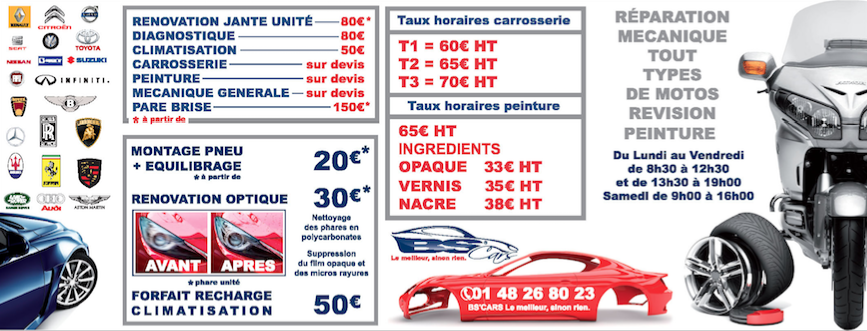 RENAULT
CITROËN
VOLVO
SEAT
TOYOTA
NISSAN
SUZUKI
INFINITI.
Audi
ASTON MARTIN
RENOVATION JANTE UNITÉ 80€*
DIAGNOSTIQUE 80€
CLIMATISATION 50€
CARROSSERIE sur devis
PEINTURE sur devis
MECANIQUE GENERALE sur devis
PARE BRISE 150€*
* à partir de
MONTAGE PNEU
+ EQUILIBRAGE 20€*
* à partir de
RENOVATION OPTIQUE 30€*
AVANT APRES
* phare unité
Nettoyage
des phares en
polycarbonates
Suppression
du film opaque et
des micros rayures
FORFAIT RECHARGE
CLIMATISATION 50€
Taux horaires carrosserie
T1 = 60€ HT
T2 = 65€ HT
T3 = 70€ HT
Taux horaires peinture
65€ HT
INGREDIENTS
OPAQUE 33€ HT
VERNIS 35€ HT
NACRE 38€ HT
BS'CARS
Le meilleur, sinon rien.
01 48 26 80 23
BS'CARS Le meilleur, sinon rien.
RÉPARATION
MECANIQUE
TOUT
TYPES
DE MOTOS
REVISION
PEINTURE
Du Lundi au Vendredi
de 8h30 à 12h30
et de 13h30 à 19h00
Samedi de 9h00 à 16h00